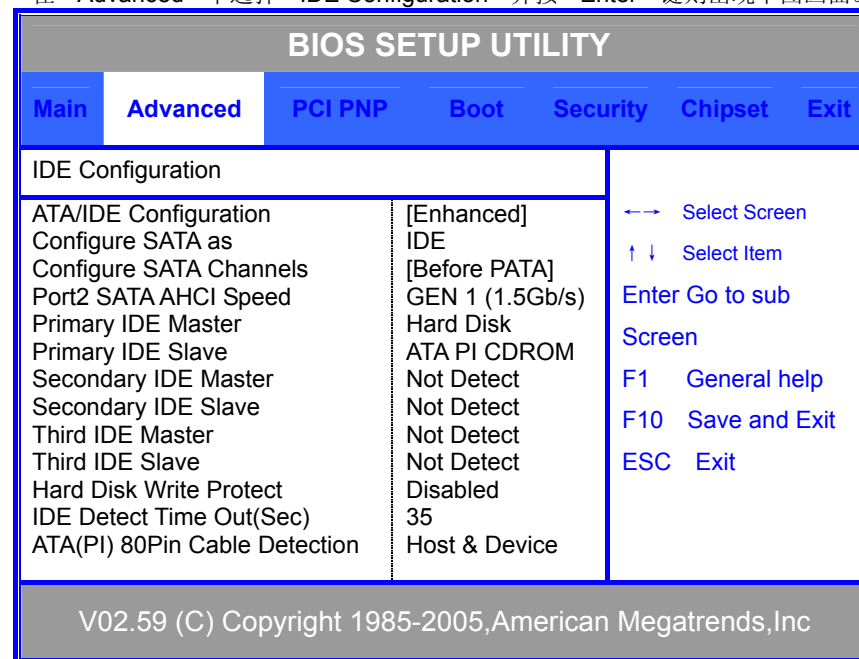 BIOS SETUP UTILITY
Main Advanced PCI PNP Boot Security Chipset Exit
IDE Configuration
ATA/IDE Configuration [Enhanced]
Configure SATA as IDE
Configure SATA Channels [Before PATA]
Port2 SATA AHCI Speed GEN 1 (1.5Gb/s)
Primary IDE Master Hard Disk
Primary IDE Slave ATA PI CDROM
Secondary IDE Master Not Detect
Secondary IDE Slave Not Detect
Third IDE Master Not Detect
Third IDE Slave Not Detect
Hard Disk Write Protect Disabled
IDE Detect Time Out(Sec) 35
ATA(PI) 80Pin Cable Detection Host & Device
←→ Select Screen
↑↓ Select Item
Enter Go to sub
Screen
F1 General help
F10 Save and Exit
ESC Exit
V02.59 (C) Copyright 1985-2005,American Megatrends,Inc